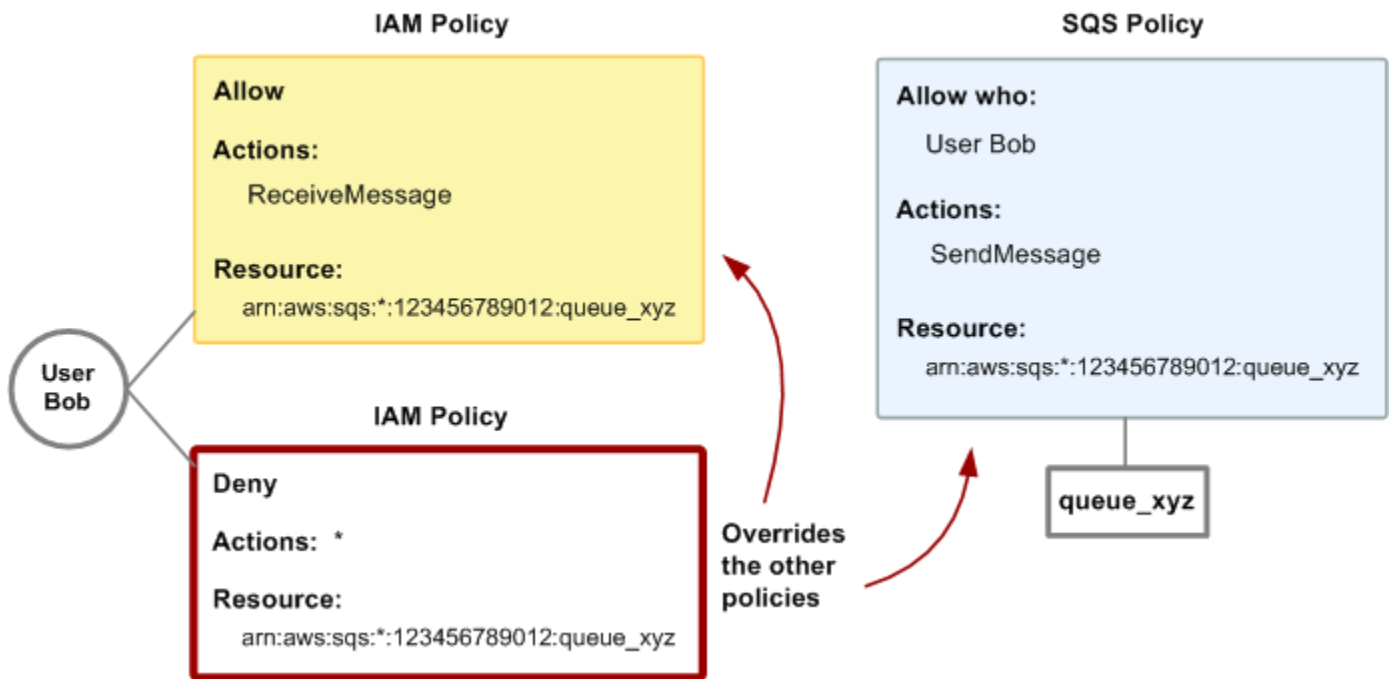 IAM Policy
Allow
Actions:
ReceiveMessage
Resource:
arn:aws:sqs:*:123456789012:queue_xyz
User
Bob
IAM Policy
Deny
Actions: *
Resource:
arn:aws:sqs:*:123456789012:queue_xyz
Overrides
the other
policies
SQS Policy
Allow who:
User Bob
Actions:
SendMessage
Resource:
arn:aws:sqs:*:123456789012:queue_xyz
queue_xyz